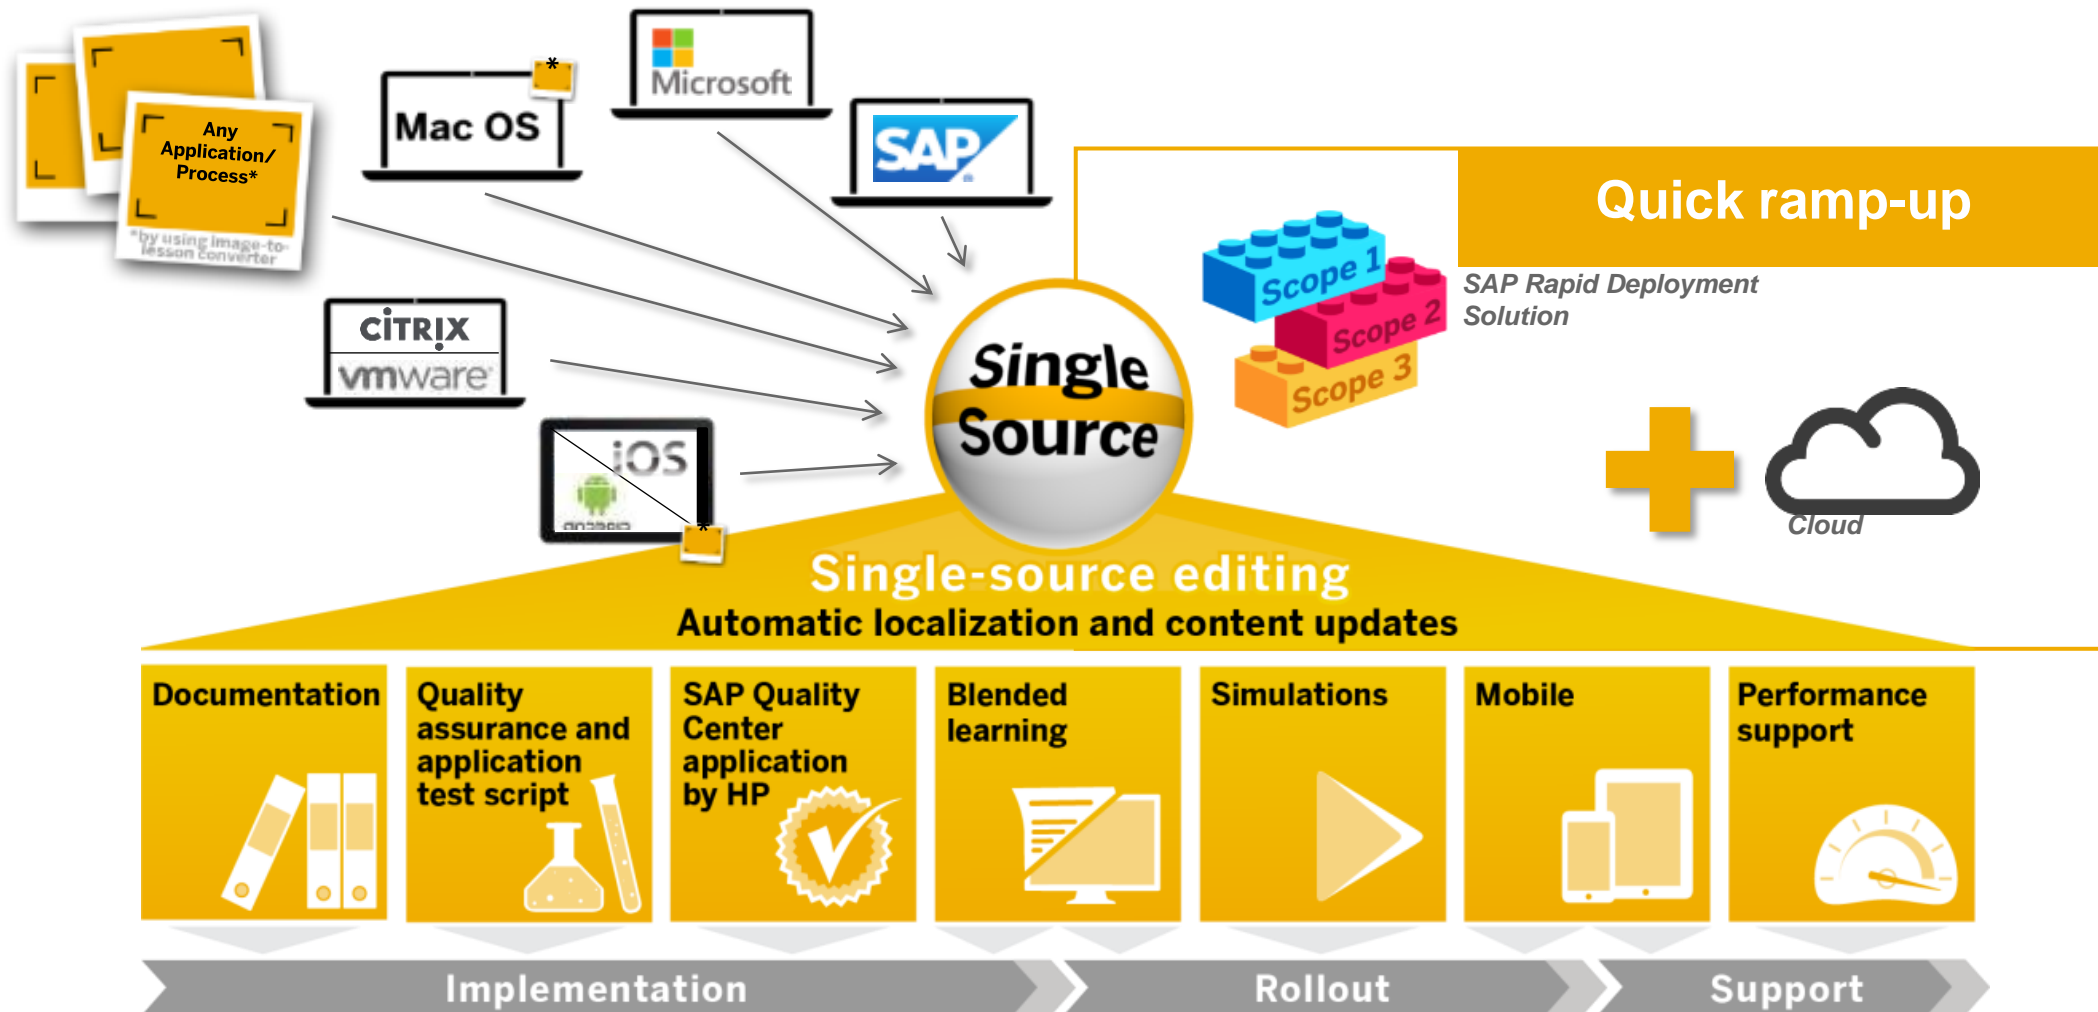 Any
Application/
Process*
*by using image-to-
lesson converter
*
Mac OS
Microsoft
SAP
®
CİTRIX
vmware
iOS
ANDROID
*
Single
Source
Quick ramp-up
Scope 1
Scope 2
Scope 3
SAP Rapid Deployment
Solution
Cloud
Single-source editing
Automatic localization and content updates
Documentation
Quality
assurance and
application
test script
SAP Quality
Center
application
by HP
Blended
learning
Simulations
Mobile
Performance
support
Implementation
Rollout
Support